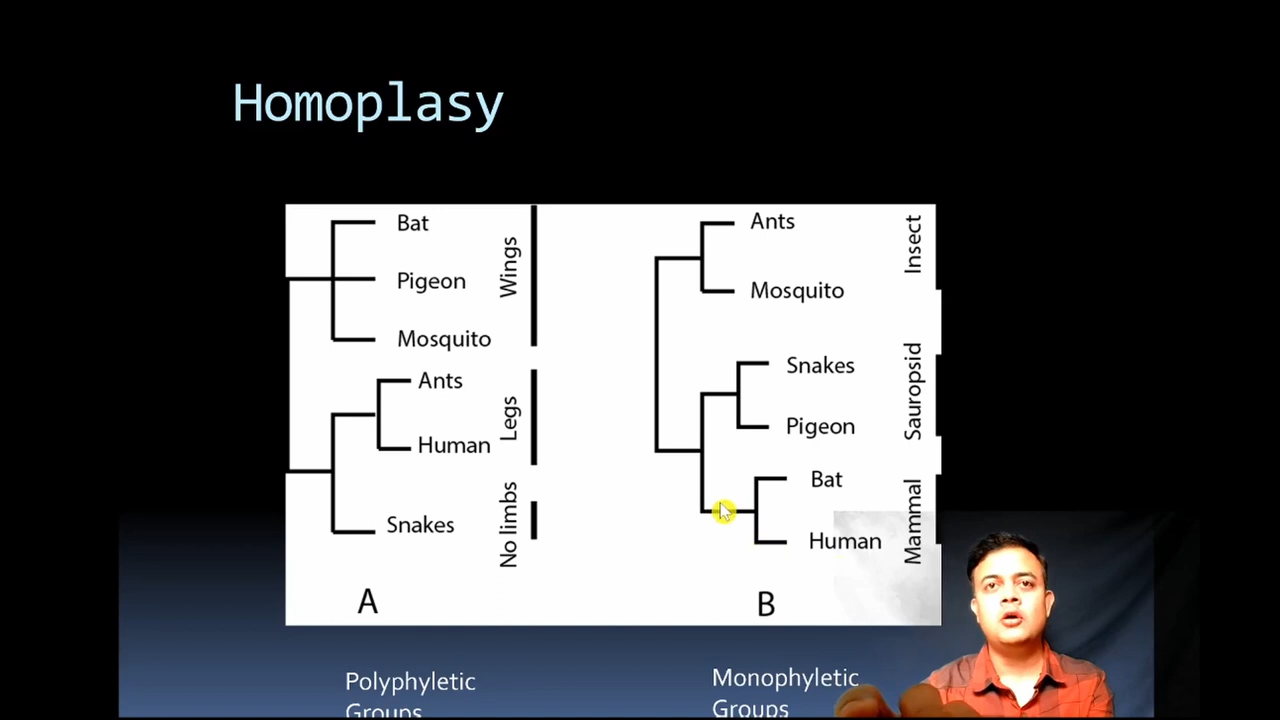 Homoplasy
Bat
Pigeon
Mosquito
Wings
Ants
Human
Legs
Snakes
No limbs
A
Ants
Mosquito
Insect
Snakes
Pigeon
Sauropsid
Bat
Human
Mammal
B
Polyphyletic
Groups
Monophyletic
Groups